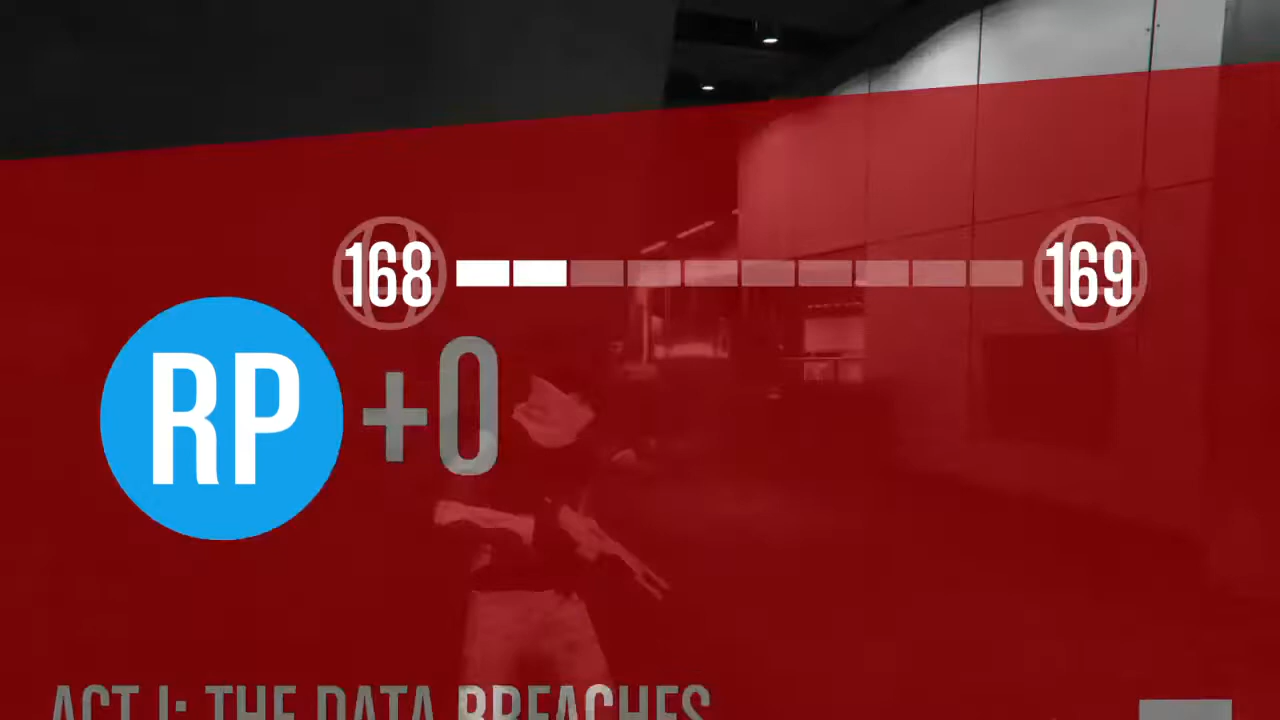 168 169
RP +0
ACT I: THE DATA BREACHES